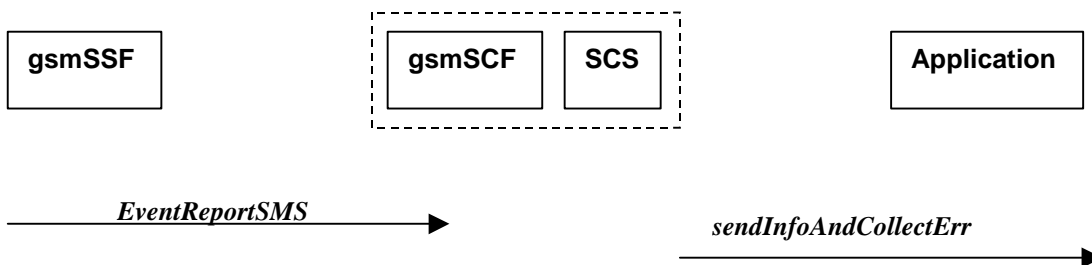 gsmSSF
gsmSCF
SCS
Application
EventReportSMS
sendInfoAndCollectErr